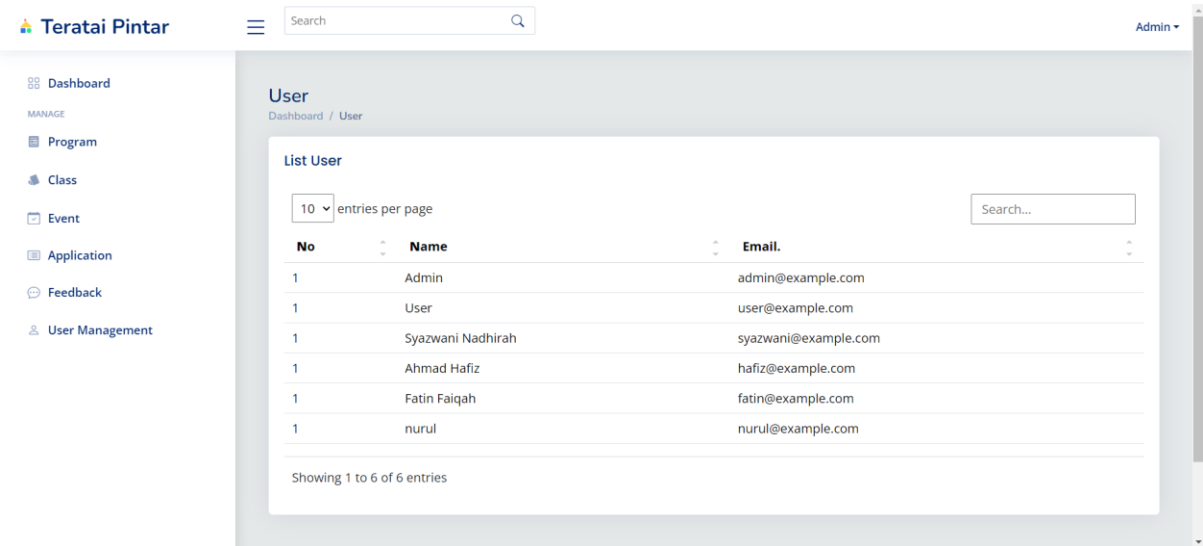 Teratai Pintar
Search
Admin
Dashboard
MANAGE
Program
Class
Event
Application
Feedback
User Management
User
Dashboard / User
List User
10 entries per page
Search...
No Name Email.
1 Admin admin@example.com
1 User user@example.com
1 Syazwani Nadhirah syazwani@example.com
1 Ahmad Hafiz hafiz@example.com
1 Fatin Faiqah fatin@example.com
1 nurul nurul@example.com
Showing 1 to 6 of 6 entries